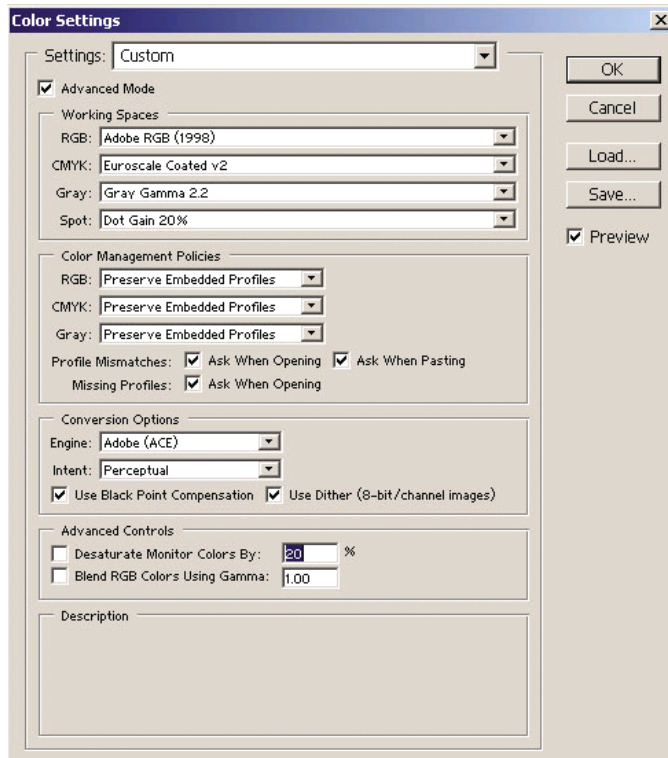 Color Settings
Settings: Custom
OK
Advanced Mode
Cancel
Working Spaces
RGB: Adobe RGB (1998)
CMYK: Euroscale Coated v2
Load...
Gray: Gray Gamma 2.2
Save...
Spot: Dot Gain 20%
Preview
Color Management Policies
RGB: Preserve Embedded Profiles
CMYK: Preserve Embedded Profiles
Gray: Preserve Embedded Profiles
Profile Mismatches: Ask When Opening Ask When Pasting
Missing Profiles: Ask When Opening
Conversion Options
Engine: Adobe (ACE)
Intent: Perceptual
Use Black Point Compensation Use Dither (8-bit/channel images)
Advanced Controls
Desaturate Monitor Colors By: 20 %
Blend RGB Colors Using Gamma: 1.00
Description